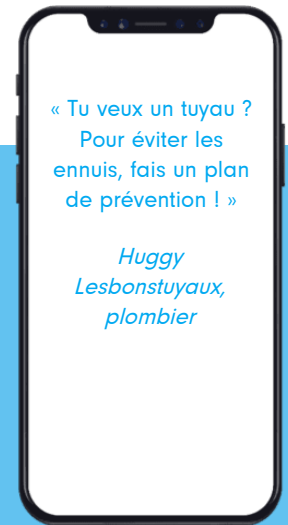 « Tu veux un tuyau ?
Pour éviter les
ennuis, fais un plan
de prévention ! »
Huggy
Lesbonstuyaux,
plombier